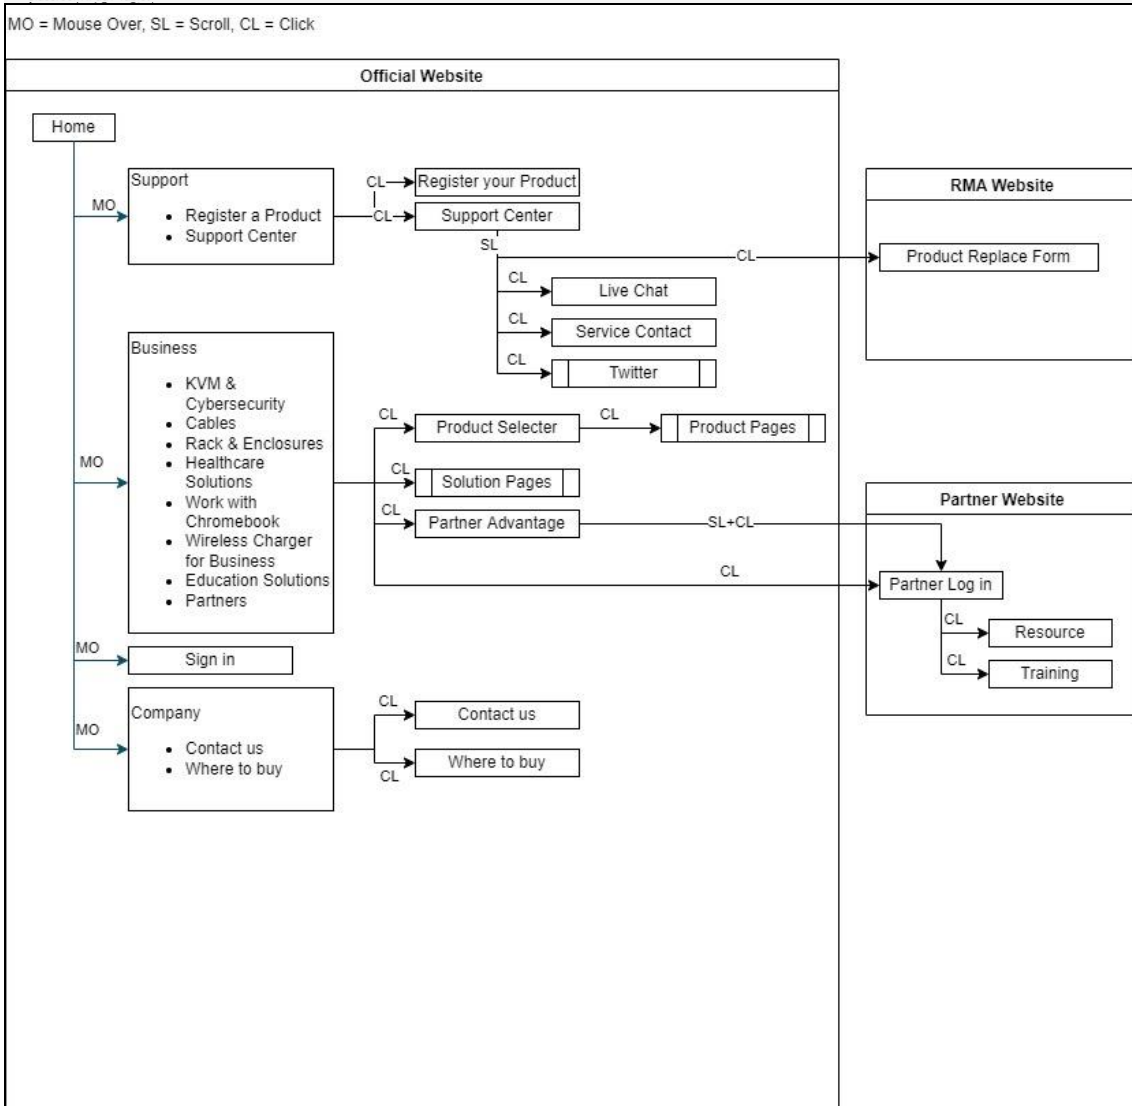 MO = Mouse Over, SL = Scroll, CL = Click
Official Website
Home
MO
Support
• Register a Product
• Support Center
CL
Register your Product
CL
Support Center
SL
CL
RMA Website
Product Replace Form
CL
Live Chat
CL
Service Contact
CL
Twitter
MO
Business
• KVM &
Cybersecurity
• Cables
• Rack & Enclosures
• Healthcare
Solutions
• Work with
Chromebook
• Wireless Charger
for Business
• Education Solutions
• Partners
CL
Product Selecter
CL
Product Pages
CL
Solution Pages
CL
Partner Advantage
SL+CL
CL
Partner Website
Partner Log in
CL
Resource
CL
Training
MO
Sign in
MO
Company
• Contact us
• Where to buy
CL
Contact us
CL
Where to buy